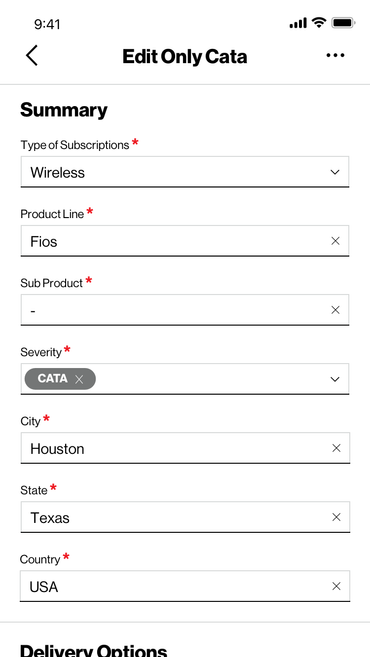 9:41
Edit Only Cata
Summary
Type of Subscriptions *
Wireless
Product Line *
Fios
Sub Product *
-
Severity *
CATA
City *
Houston
State *
Texas
Country *
USA
Delivery Options